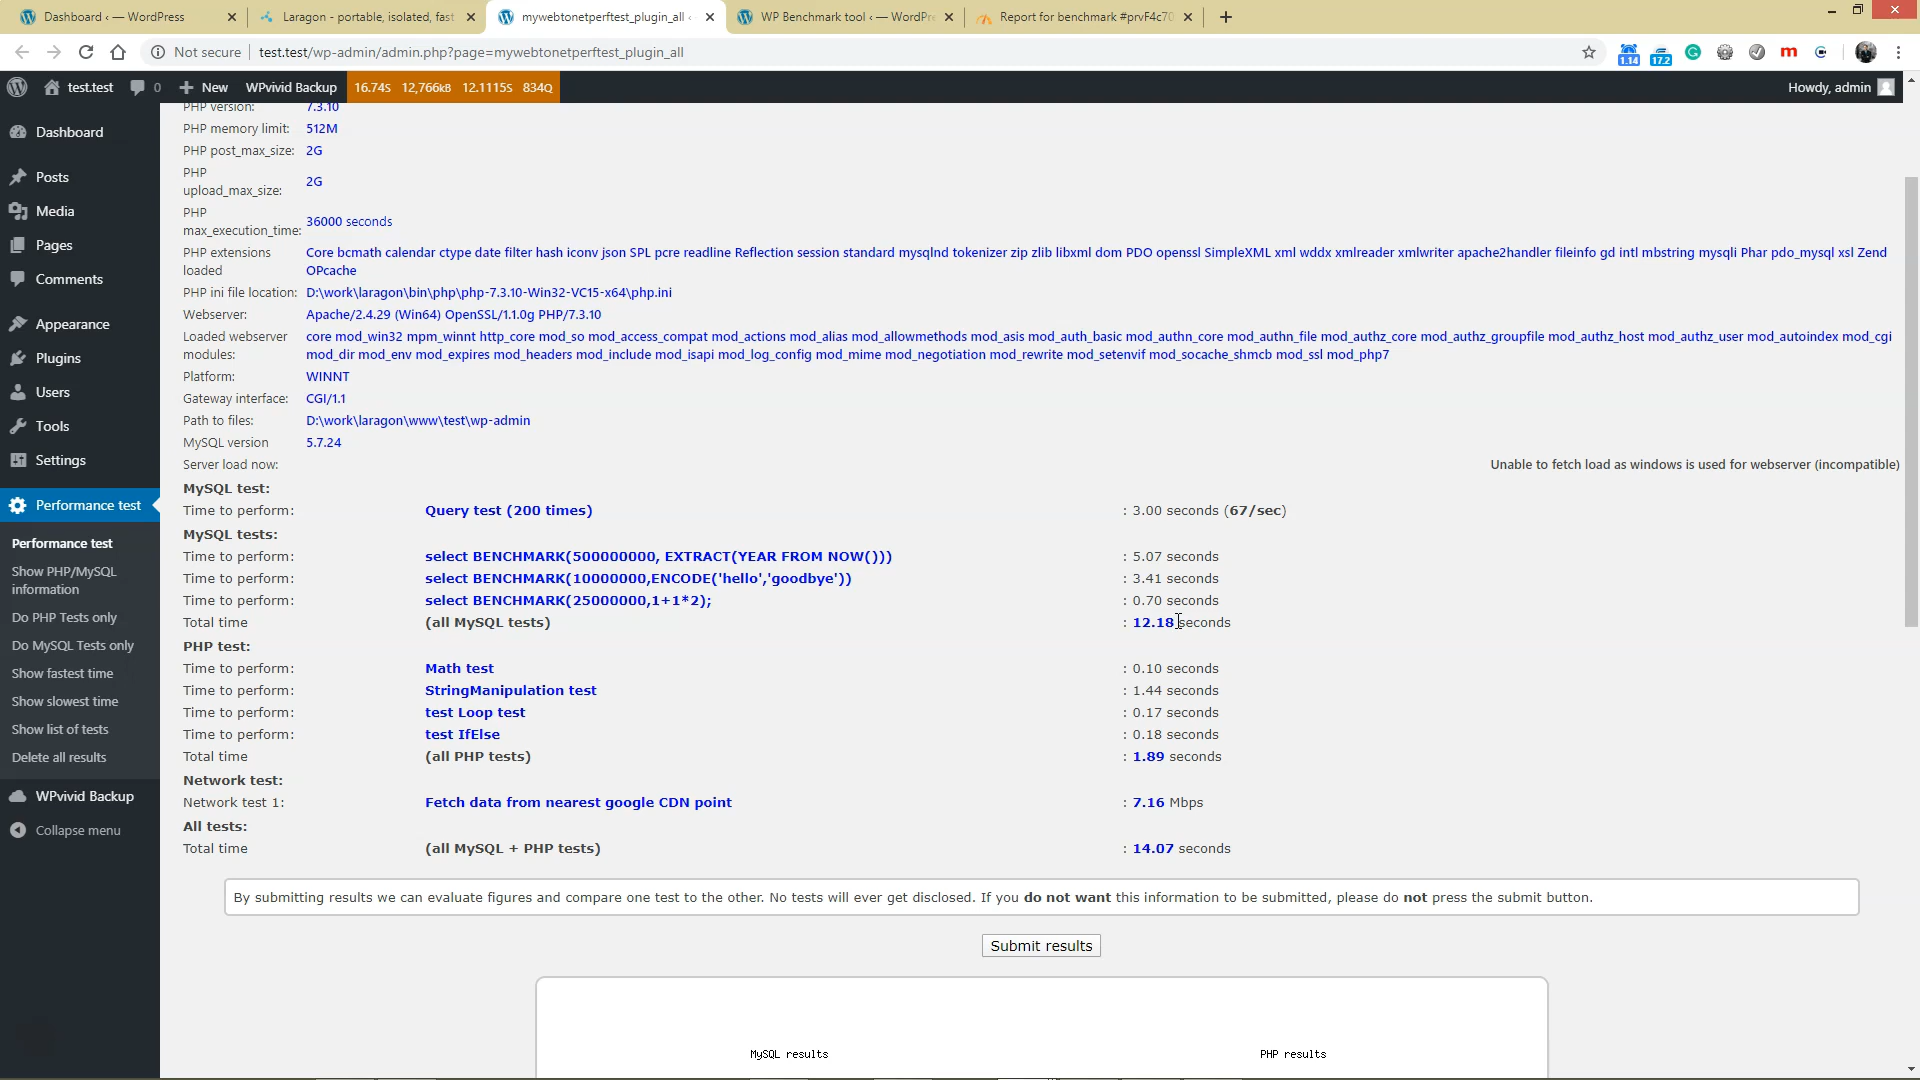 Dashboard ‹ — WordPress
Laragon - portable, isolated, fast
mywebtonetperftest_plugin_all ‹
WP Benchmark tool ‹ — WordPre
Report for benchmark #prvF4c70
Not secure
test.test/wp-admin/admin.php?page=mywebtonetperftest_plugin_all
1.14
17.2
test.test
0
New
WPvivid Backup
16.74S 12,766KB 12.1115S 834Q
Howdy, admin
Dashboard
Posts
Media
Pages
Comments
Appearance
Plugins
Users
Tools
Settings
Performance test
Performance test
Show PHP/MySQL
information
Do PHP Tests only
Do MySQL Tests only
Show fastest time
Show slowest time
Show list of tests
Delete all results
WPvivid Backup
Collapse menu
PHP version: 7.3.10
PHP memory limit: 512M
PHP post_max_size: 2G
PHP
upload_max_size: 2G
PHP
max_execution_time: 36000 seconds
PHP extensions loaded Core bcmath calendar ctype date filter hash iconv json SPL pcre readline Reflection session standard mysqlnd tokenizer zip zlib libxml dom PDO openssl SimpleXML xml wddx xmlreader xmlwriter apache2handler fileinfo gd intl mbstring mysqli Phar pdo_mysql xsl Zend
OPcache
PHP ini file location: D:\work\laragon\bin\php\php-7.3.10-Win32-VC15-x64\php.ini
Webserver: Apache/2.4.29 (Win64) OpenSSL/1.1.0g PHP/7.3.10
Loaded webserver modules: core mod_win32 mpm_winnt http_core mod_so mod_access_compat mod_actions mod_alias mod_allowmethods mod_asis mod_auth_basic mod_authn_core mod_authn_file mod_authz_core mod_authz_groupfile mod_authz_host mod_authz_user mod_autoindex mod_cgi
mod_dir mod_env mod_expires mod_headers mod_include mod_isapi mod_log_config mod_mime mod_negotiation mod_rewrite mod_setenvif mod_socache_shmcb mod_ssl mod_php7
Platform: WINNT
Gateway interface: CGI/1.1
Path to files: D:\work\laragon\www\test\wp-admin
MySQL version 5.7.24
Server load now: Unable to fetch load as windows is used for webserver (incompatible)
MySQL test:
Time to perform: Query test (200 times) : 3.00 seconds (67/sec)
MySQL tests:
Time to perform: select BENCHMARK(500000000, EXTRACT(YEAR FROM NOW())) : 5.07 seconds
Time to perform: select BENCHMARK(10000000,ENCODE('hello','goodbye')) : 3.41 seconds
Time to perform: select BENCHMARK(25000000,1+1*2); : 0.70 seconds
Total time (all MySQL tests) : 12.18 seconds
PHP test:
Time to perform: Math test : 0.10 seconds
Time to perform: StringManipulation test : 1.44 seconds
Time to perform: test Loop test : 0.17 seconds
Time to perform: test IfElse : 0.18 seconds
Total time (all PHP tests) : 1.89 seconds
Network test:
Network test 1: Fetch data from nearest google CDN point : 7.16 Mbps
All tests:
Total time (all MySQL + PHP tests) : 14.07 seconds
By submitting results we can evaluate figures and compare one test to the other. No tests will ever get disclosed. If you do not want this information to be submitted, please do not press the submit button.
Submit results
MySQL results PHP results